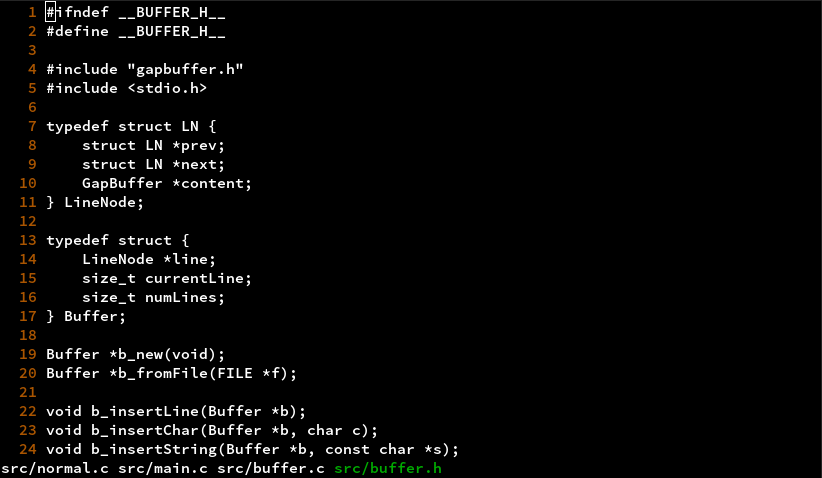 1 #ifndef __BUFFER_H__
2 #define __BUFFER_H__
3
4 #include "gapbuffer.h"
5 #include <stdio.h>
6
7 typedef struct LN {
8     struct LN *prev;
9     struct LN *next;
10     GapBuffer *content;
11 } LineNode;
12
13 typedef struct {
14     LineNode *line;
15     size_t currentLine;
16     size_t numLines;
17 } Buffer;
18
19 Buffer *b_new(void);
20 Buffer *b_fromFile(FILE *f);
21
22 void b_insertLine(Buffer *b);
23 void b_insertChar(Buffer *b, char c);
24 void b_insertString(Buffer *b, const char *s);
src/normal.c src/main.c src/buffer.c src/buffer.h